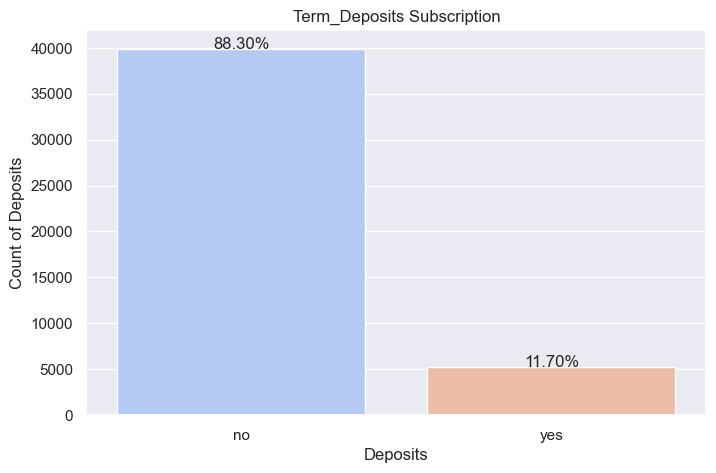 Term_Deposits Subscription
88.30%
11.70%
40000
35000
30000
25000
20000
15000
10000
5000
0
Count of Deposits
no
yes
Deposits